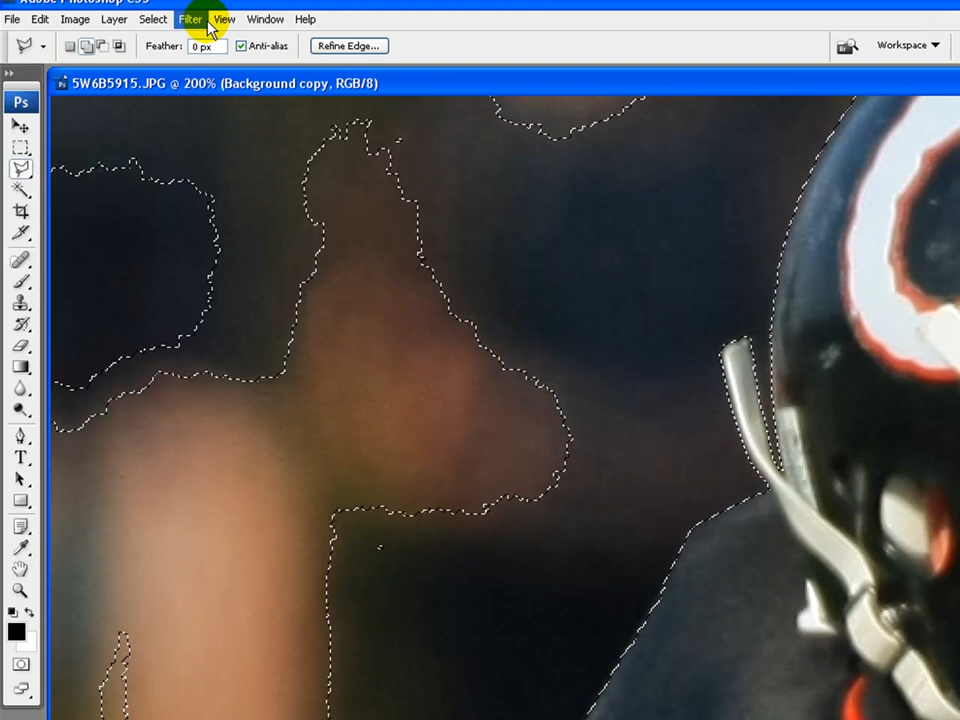 Adobe Photoshop CS3
File Edit Image Layer Select Filter View Window Help
Feather: 0 px Anti-alias Refine Edge... Workspace
Ps 5W6B5915.JPG @ 200% (Background copy, RGB/8)
Ps
T